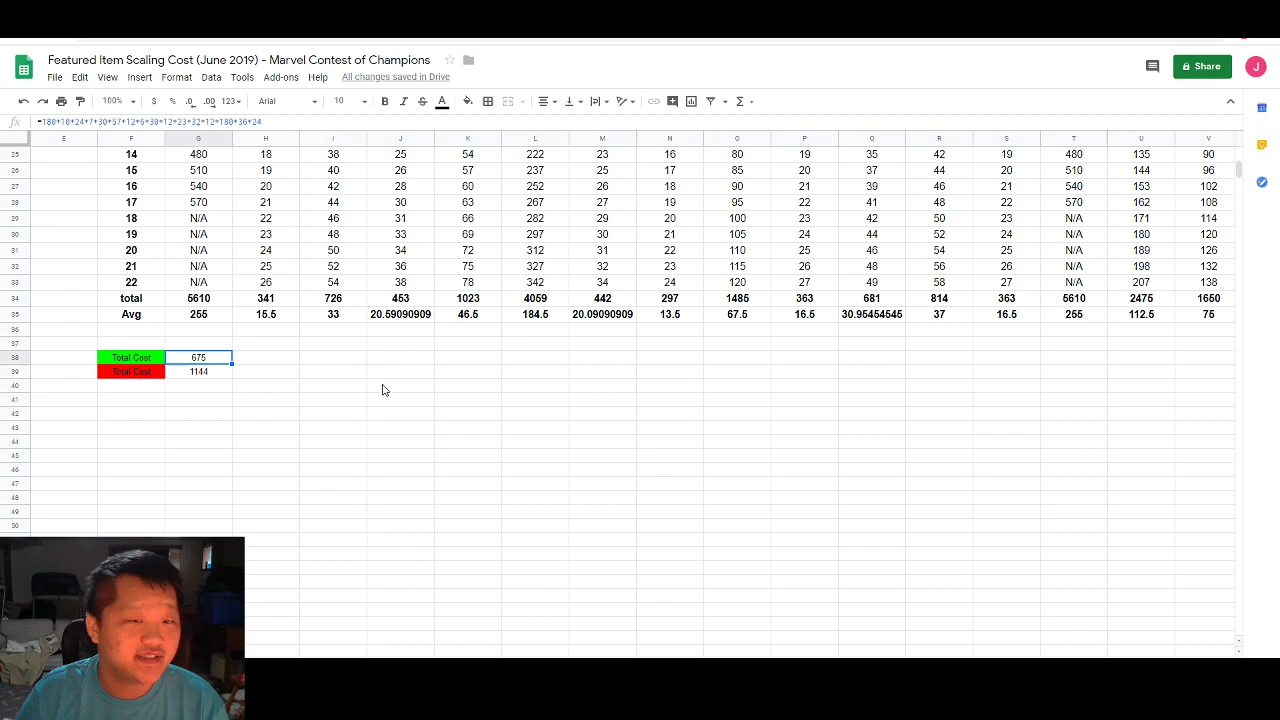 Featured Item Scaling Cost (June 2019) - Marvel Contest of Champions
File Edit View Insert Format Data Tools Add-ons Help All changes saved in Drive
Share
J
100% $ % .0 .00 123 Arial 10 B I S A
fx =180+10+24+7+30+57+12+6+30+12+23+32+12+180+36+24
E F G H I J K L M N O P Q R S T U V
25 14 480 18 38 25 54 222 23 16 80 19 35 42 19 480 135 90
26 15 510 19 40 26 57 237 25 17 85 20 37 44 20 510 144 96
27 16 540 20 42 28 60 252 26 18 90 21 39 46 21 540 153 102
28 17 570 21 44 30 63 267 27 19 95 22 41 48 22 570 162 108
29 18 N/A 22 46 31 66 282 29 20 100 23 42 50 23 N/A 171 114
30 19 N/A 23 48 33 69 297 30 21 105 24 44 52 24 N/A 180 120
31 20 N/A 24 50 34 72 312 31 22 110 25 46 54 25 N/A 189 126
32 21 N/A 25 52 36 75 327 32 23 115 26 48 56 26 N/A 198 132
33 22 N/A 26 54 38 78 342 34 24 120 27 49 58 27 N/A 207 138
34 total 5610 341 726 453 1023 4059 442 297 1485 363 681 814 363 5610 2475 1650
35 Avg 255 15.5 33 20.59090909 46.5 184.5 20.09090909 13.5 67.5 16.5 30.95454545 37 16.5 255 112.5 75
36
37
38 Total Cost 675
39 Total Cost 1144
40
41
42
43
44
45
46
47
48
49
50